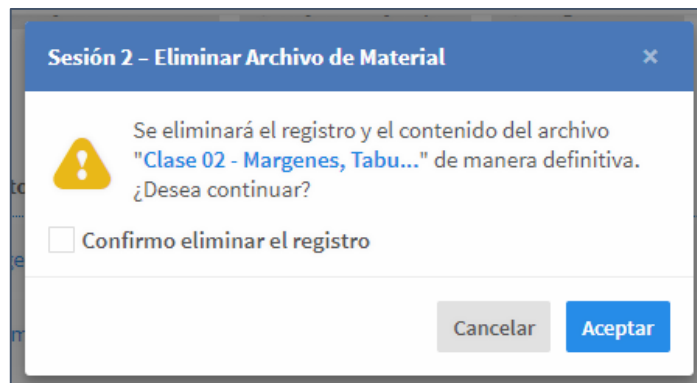 Sesión 2 – Eliminar Archivo de Material ×
Se eliminará el registro y el contenido del archivo
"Clase 02 - Margenes, Tabu..." de manera definitiva.
¿Desea continuar?
Confirmo eliminar el registro
Cancelar Aceptar